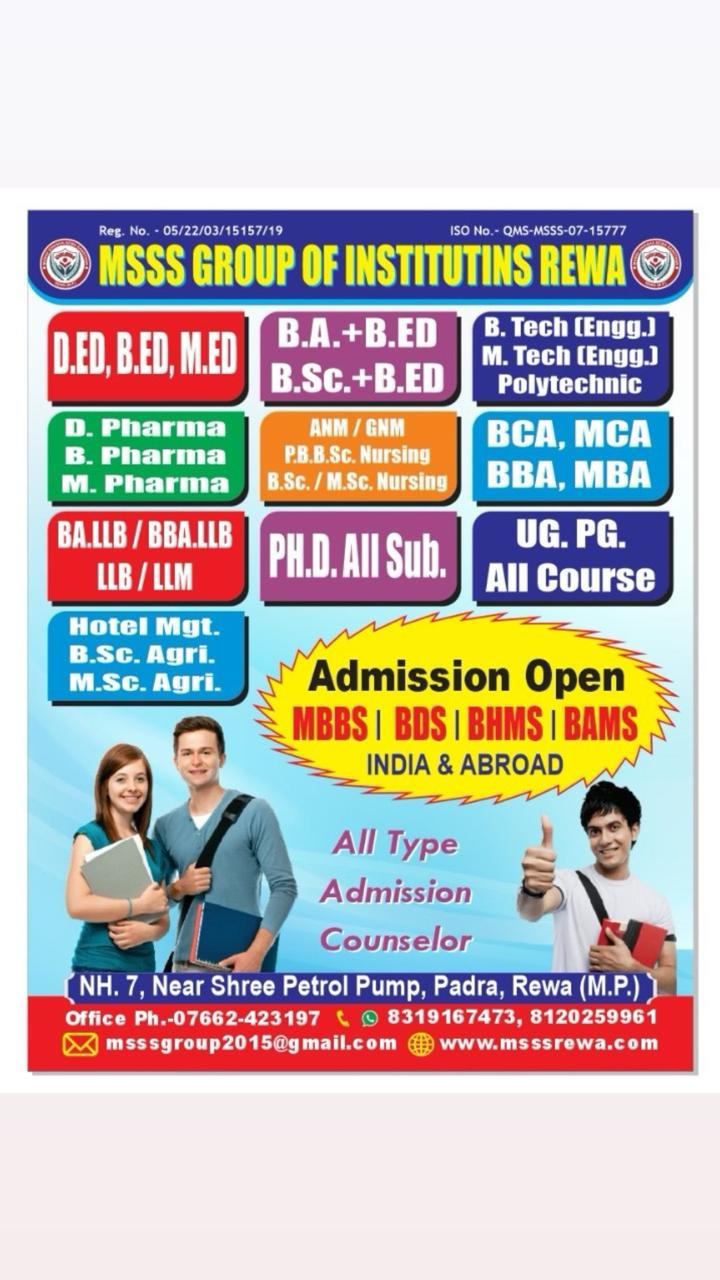 Reg. No. - 05/22/03/15157/19
ISO No.- QMS-MSSS-07-15777
MSSS GROUP OF INSTITUTINS REWA
D.ED, B.ED, M.ED
B.A.+B.ED
B.Sc.+B.ED
B. Tech (Engg.)
M. Tech (Engg.)
Polytechnic
D. Pharma
B. Pharma
M. Pharma
ANM / GNM
P.B.B.Sc. Nursing
B.Sc. / M.Sc. Nursing
BCA, MCA
BBA, MBA
BA.LLB / BBA.LLB
LLB / LLM
PH.D. All Sub.
UG. PG.
All Course
Hotel Mgt.
B.Sc. Agri.
M.Sc. Agri.
Admission Open
MBBS | BDS | BHMS | BAMS
INDIA & ABROAD
All Type
Admission
Counselor
NH. 7, Near Shree Petrol Pump, Padra, Rewa (M.P.)
Office Ph.-07662-423197 8319167473, 8120259961
msssgroup2015@gmail.com www.msssrewa.com